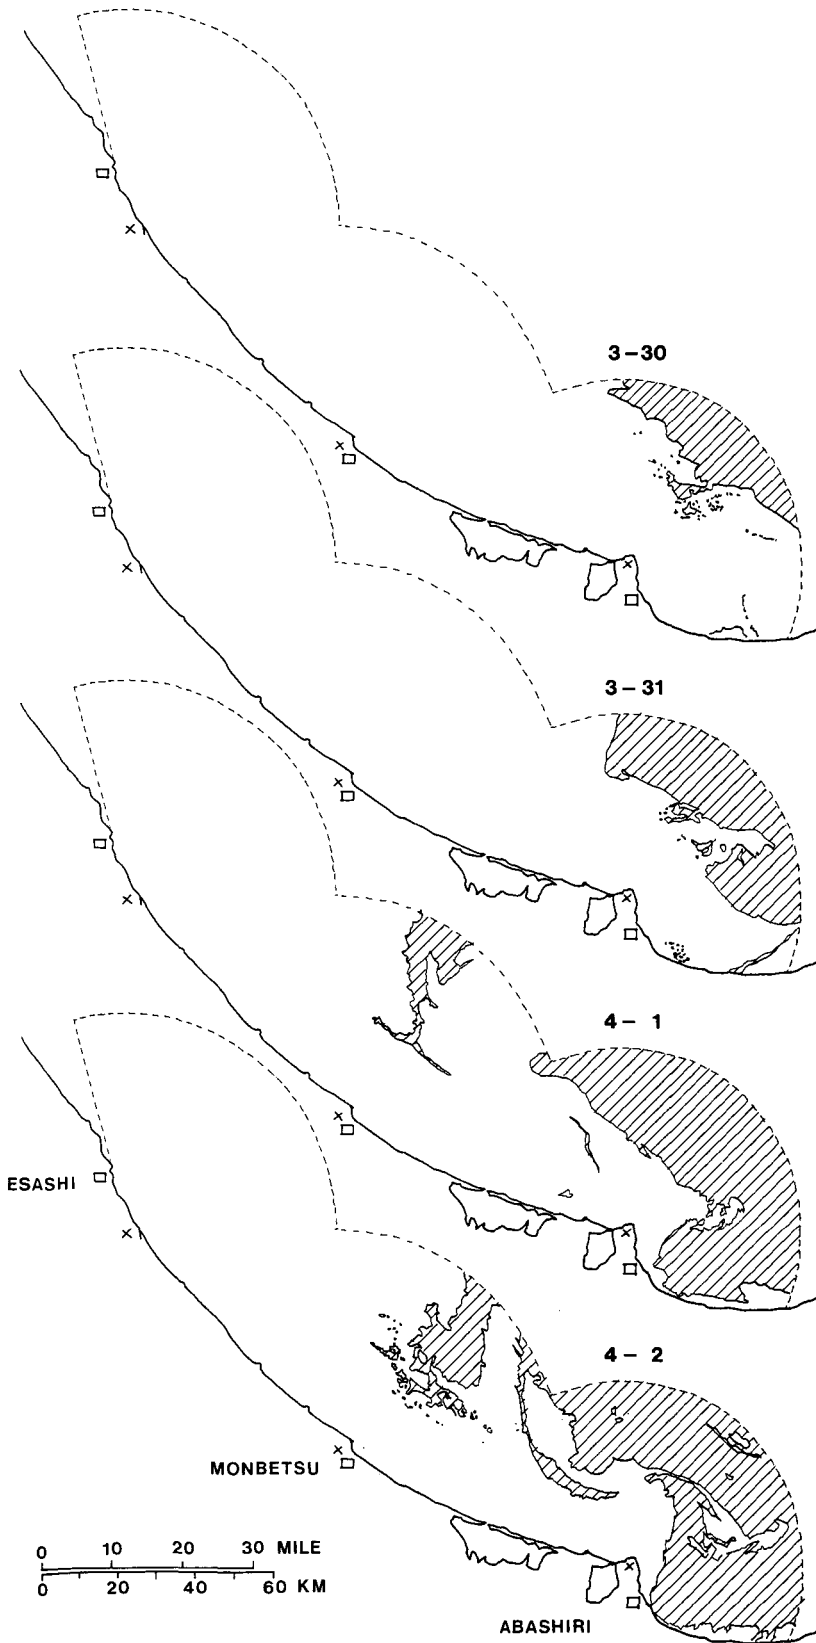 3-30
3-31
4- 1
ESASHI
4- 2
MONBETSU
0 10 20 30 MILE
0 20 40 60 KM
ABASHIRI